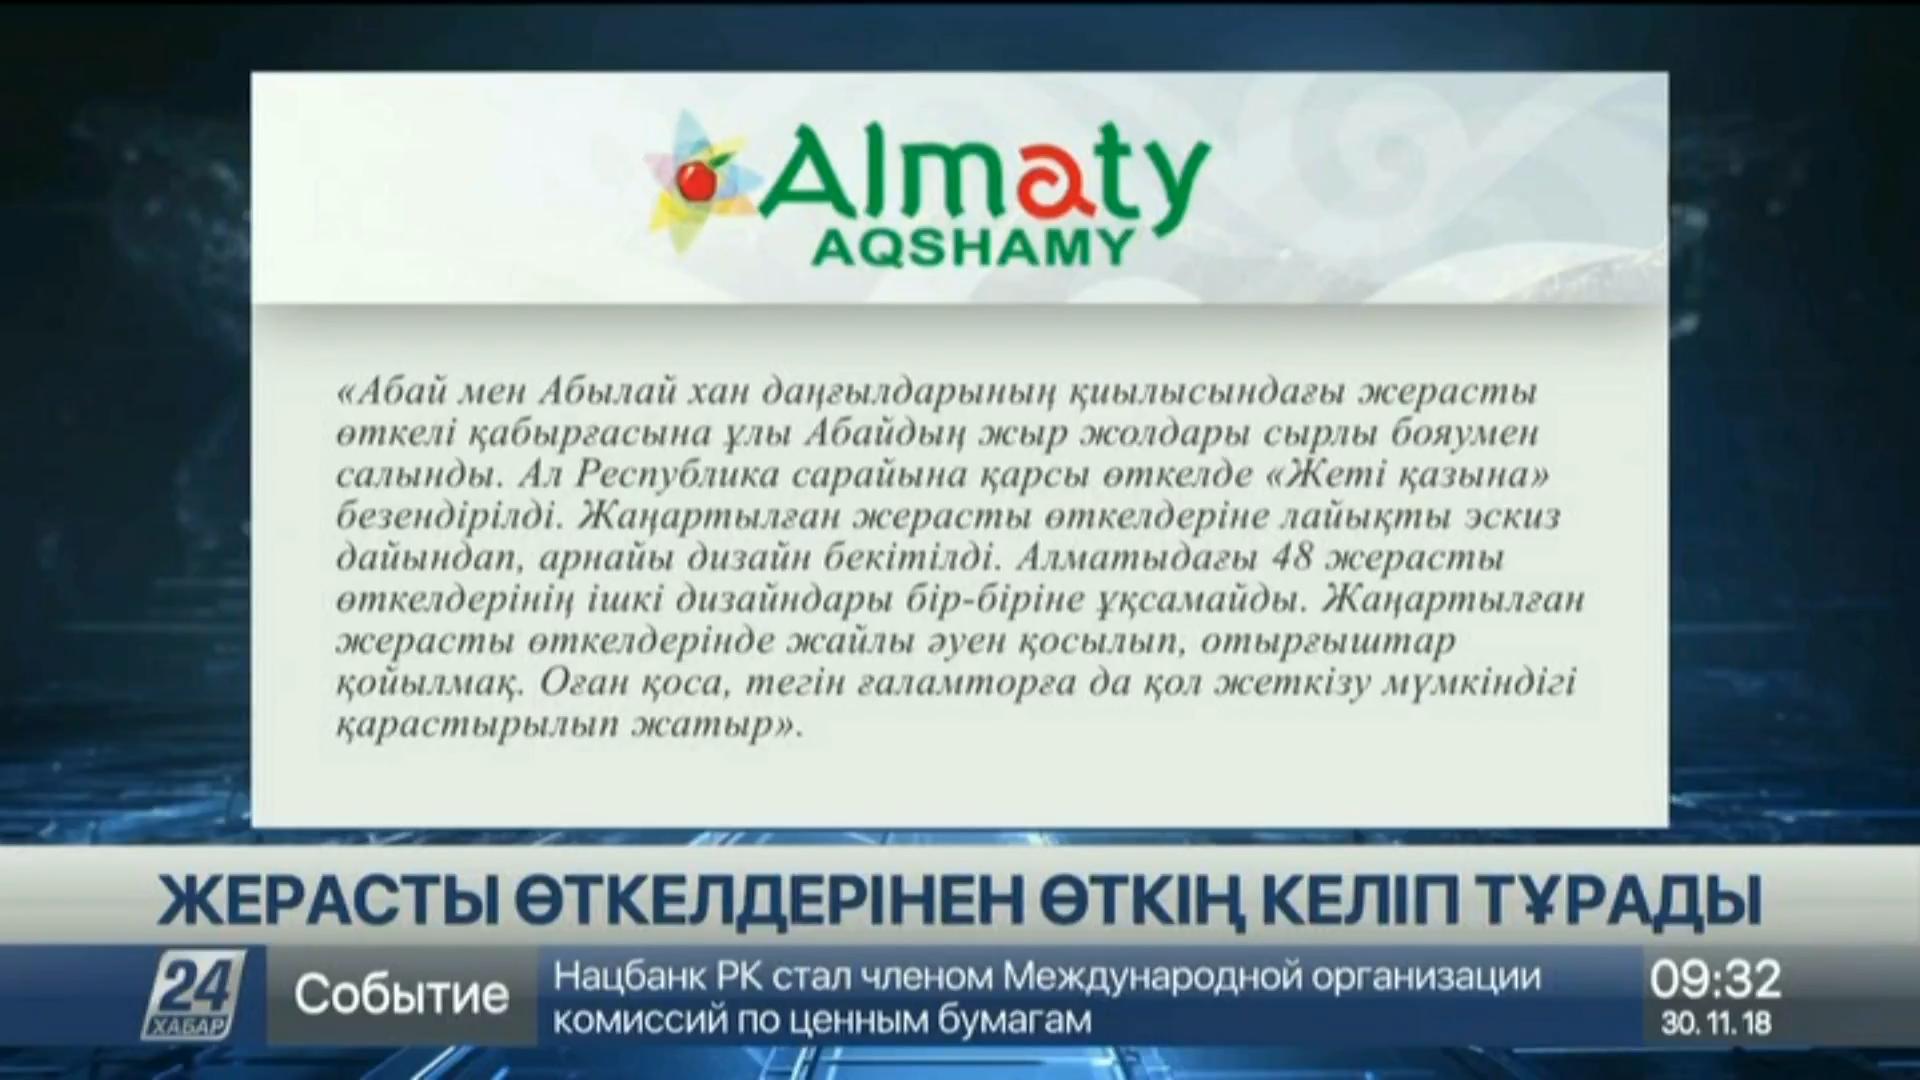 Almaty
AQSHAMY
«Абай мен Абылай хан даңғылдарының қиылысындағы жерасты
өткелі қабырғасына ұлы Абайдың жыр жолдары сырлы бояумен
салынды. Ал Республика сарайына қарсы өткелде «Жеті қазына»
безендірілді. Жаңартылған жерасты өткелдеріне лайықты эскиз
дайындап, арнайы дизайн бекітілді. Алматыдағы 48 жерасты
өткелдерінің ішкі дизайндары бір-біріне ұқсамайды. Жаңартылған
жерасты өткелдерінде жайлы әуен қосылып, отырғыштар
қойылмақ. Оған қоса, тегін ғаламторға да қол жеткізу мүмкіндігі
қарастырылып жатыр».
ЖЕРАСТЫ ӨТКЕЛДЕРІНЕН ӨТКІҢ КЕЛІП ТҰРАДЫ
24
ХАБАР
Событие
Нацбанк РК стал членом Международной организации
комиссий по ценным бумагам
09:32
30. 11. 18